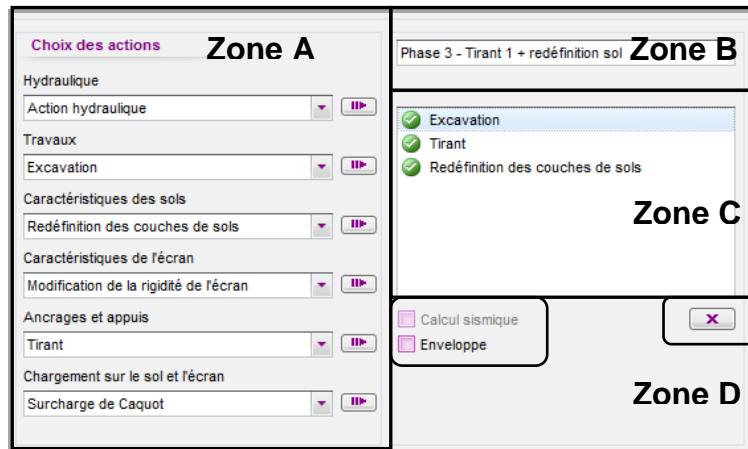 Choix des actions
Zone A
Hydraulique
Action hydraulique
Travaux
Excavation
Caractéristiques des sols
Redéfinition des couches de sols
Caractéristiques de l'écran
Modification de la rigidité de l'écran
Ancrages et appuis
Tirant
Chargement sur le sol et l'écran
Surcharge de Caquot
Phase 3 - Tirant 1 + redéfinition sol
Zone B
Excavation
Tirant
Redéfinition des couches de sols
Zone C
Calcul sismique
Enveloppe
Zone D